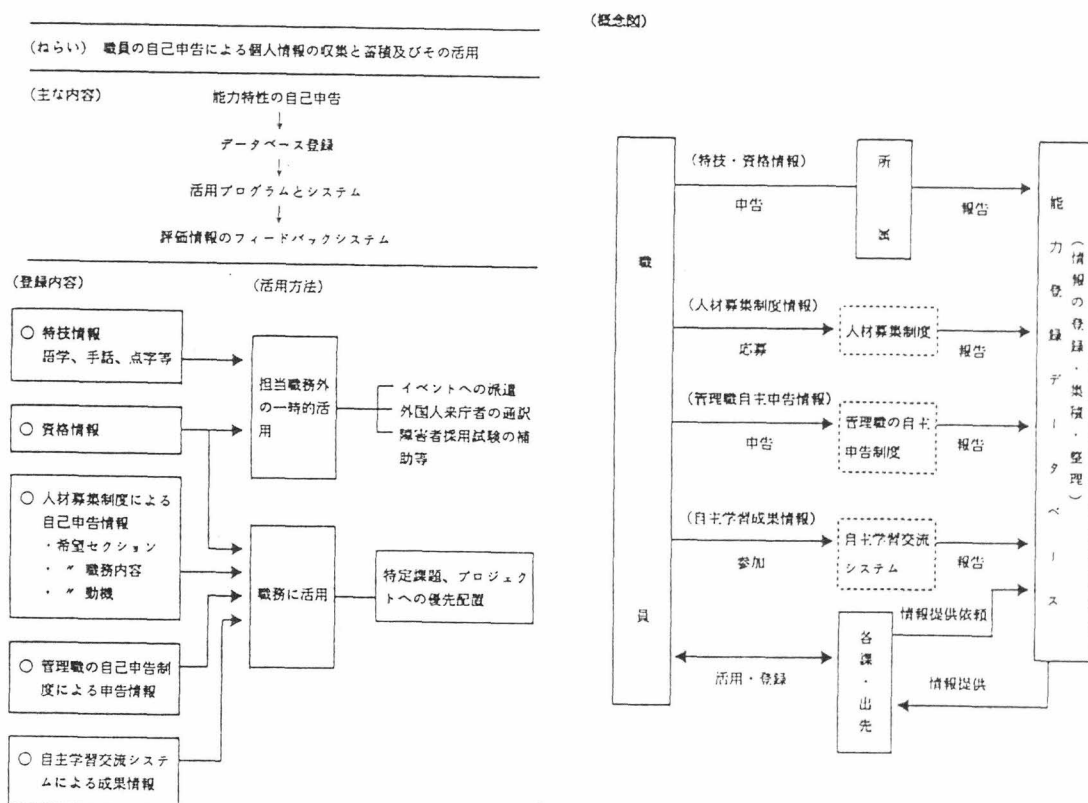 (ねらい) 職員の自己申告による個人情報の収集と蓄積及びその活用
(主な内容)
能力特性の自己申告
↓
データベース登録
↓
活用プログラムとシステム
↓
評価情報のフィードバックシステム
(登録内容)
(活用方法)
○ 特技情報
語学、手話、点字等
○ 資格情報
○ 人材募集制度による
自己申告情報
・希望セクション
・ 〃 職務内容
・ 〃 動機
○ 管理職の自己申告制
度による申告情報
○ 自主学習交流システ
ムによる成果情報
担当職務外
の一時的活
用
イベントへの派遣
外国人来庁者の通訳
障害者採用試験の補
助等
職務に活用
特定課題、プロジェク
トへの優先配置
(概念図)
職員
(特技・資格情報)
申告
所属
報告
(人材募集制度情報)
応募
人材募集制度
報告
(管理職自主申告情報)
申告
管理職の自主
申告制度
報告
(自主学習成果情報)
参加
自主学習交流
システム
報告
活用・登録
各課・出先
情報提供依頼
情報提供
能力登録データベース
(情報の登録・集積・整理)